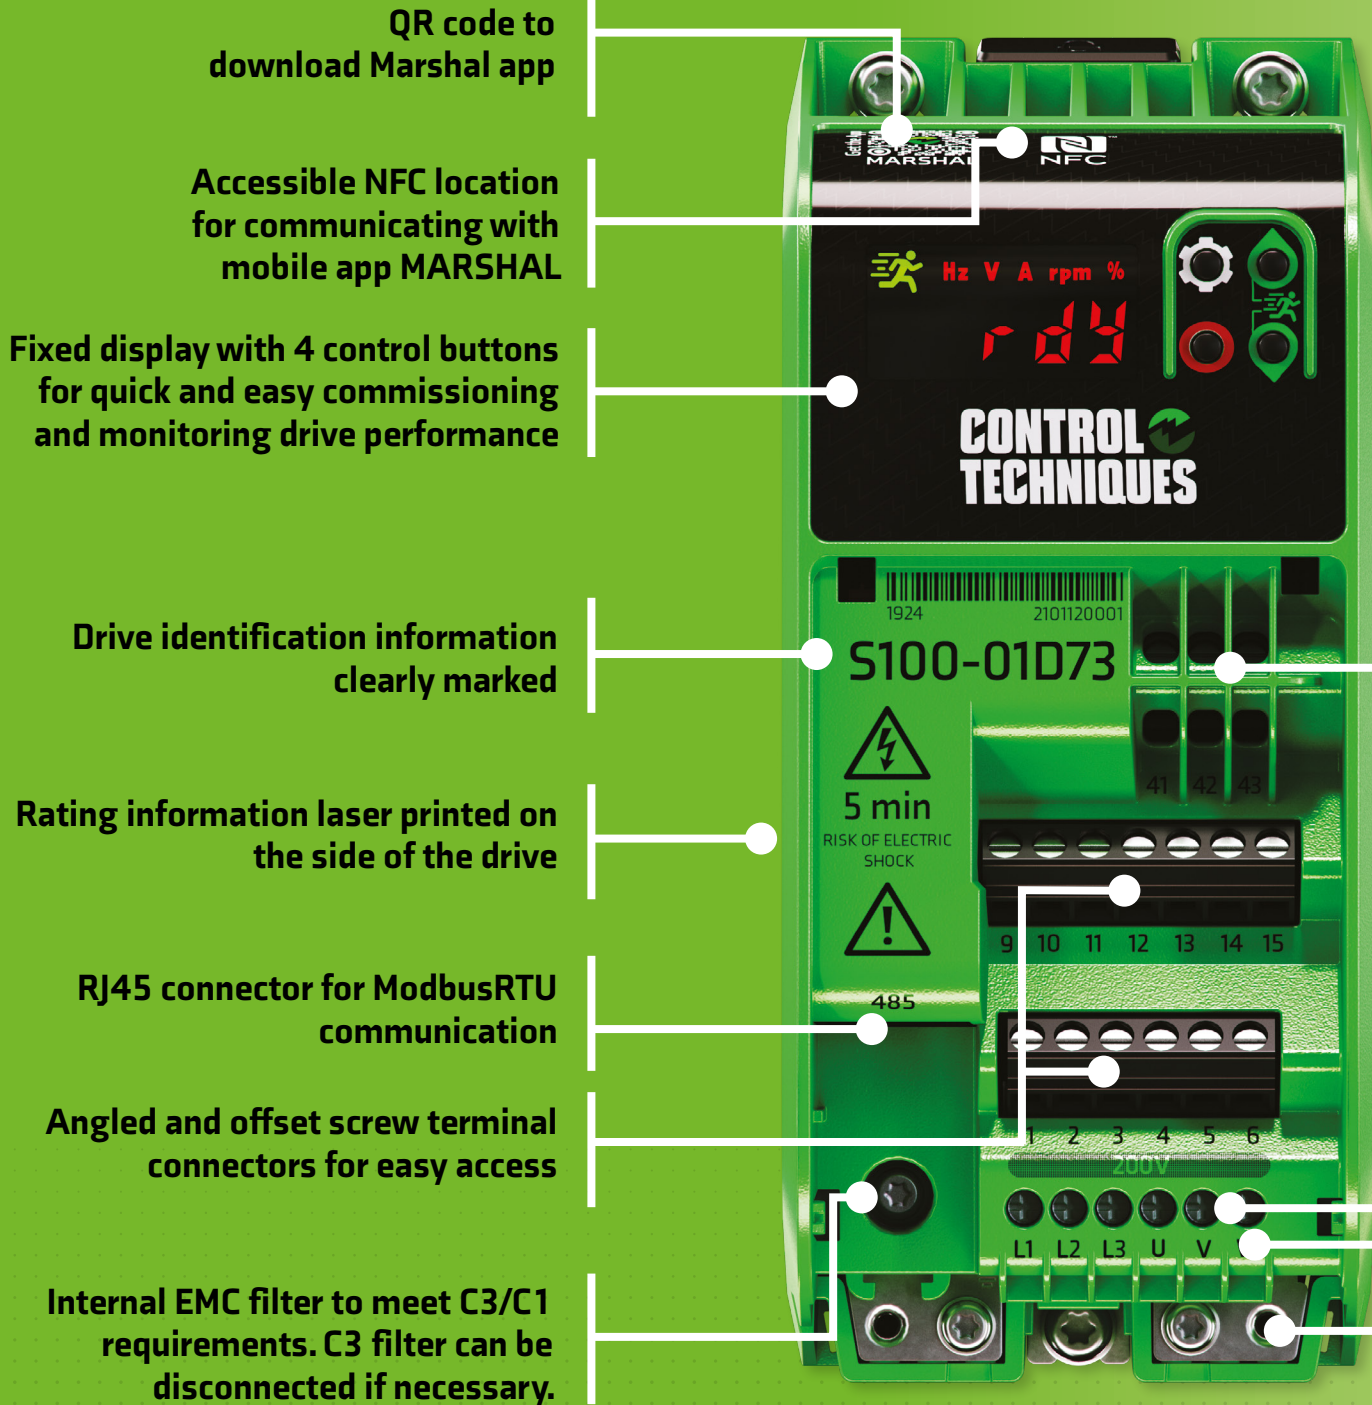 QR code to
download Marshal app
Accessible NFC location
for communicating with
mobile app MARSHAL
Fixed display with 4 control buttons
for quick and easy commissioning
and monitoring drive performance
Drive identification information
clearly marked
Rating information laser printed on
the side of the drive
RJ45 connector for ModbusRTU
communication
Angled and offset screw terminal
connectors for easy access
Internal EMC filter to meet C3/C1
requirements. C3 filter can be
disconnected if necessary.
Get the App
MARSHAL
NFC
Hz V A rpm %
rdy
CONTROL
TECHNIQUES
1924 2101120001
S100-01D73
41 42 43
5 min
RISK OF ELECTRIC
SHOCK
9 10 11 12 13 14 15
485
1 2 3 4 5 6
200V
L1 L2 L3 U V